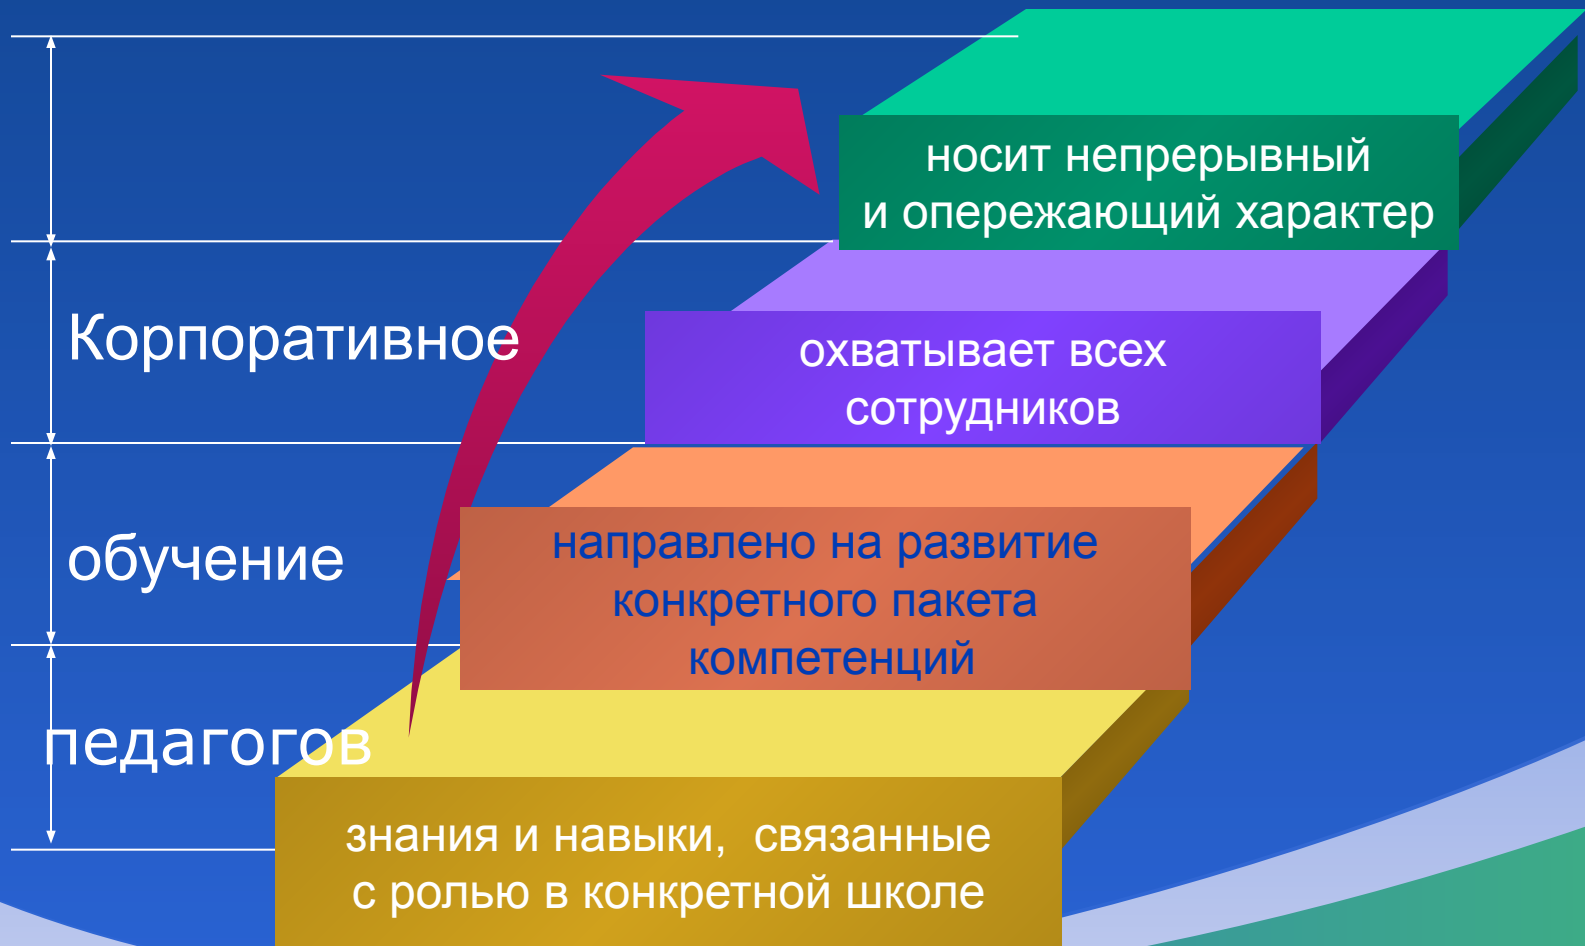 носит непрерывный
и опережающий характер
Корпоративное
охватывает всех
сотрудников
обучение
направлено на развитие
конкретного пакета
компетенций
педагогов
знания и навыки, связанные
с ролью в конкретной школе